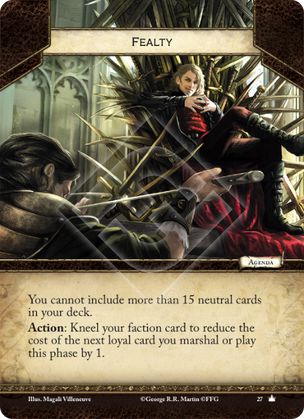 Fealty
Agenda
You cannot include more than 15 neutral cards
in your deck.
Action: Kneel your faction card to reduce the
cost of the next loyal card you marshal or play
this phase by 1.
Illus. Magali Villeneuve ©George R.R. Martin ©FFG 27